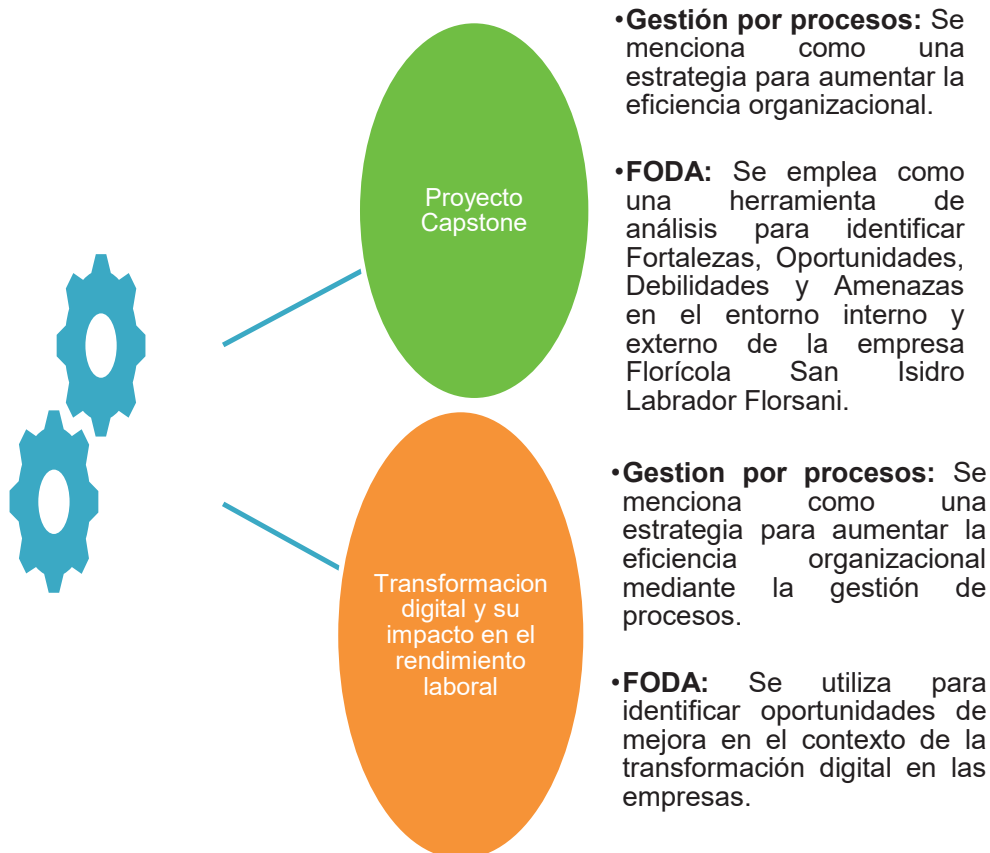 Proyecto
Capstone
•Gestión por procesos: Se
menciona como una
estrategia para aumentar la
eficiencia organizacional.
•FODA: Se emplea como
una herramienta de
análisis para identificar
Fortalezas, Oportunidades,
Debilidades y Amenazas
en el entorno interno y
externo de la empresa
Florícola San Isidro
Labrador Florsani.
Transformacion
digital y su
impacto en el
rendimiento
laboral
•Gestion por procesos: Se
menciona como una
estrategia para aumentar la
eficiencia organizacional
mediante la gestión de
procesos.
•FODA: Se utiliza para
identificar oportunidades de
mejora en el contexto de la
transformación digital en las
empresas.